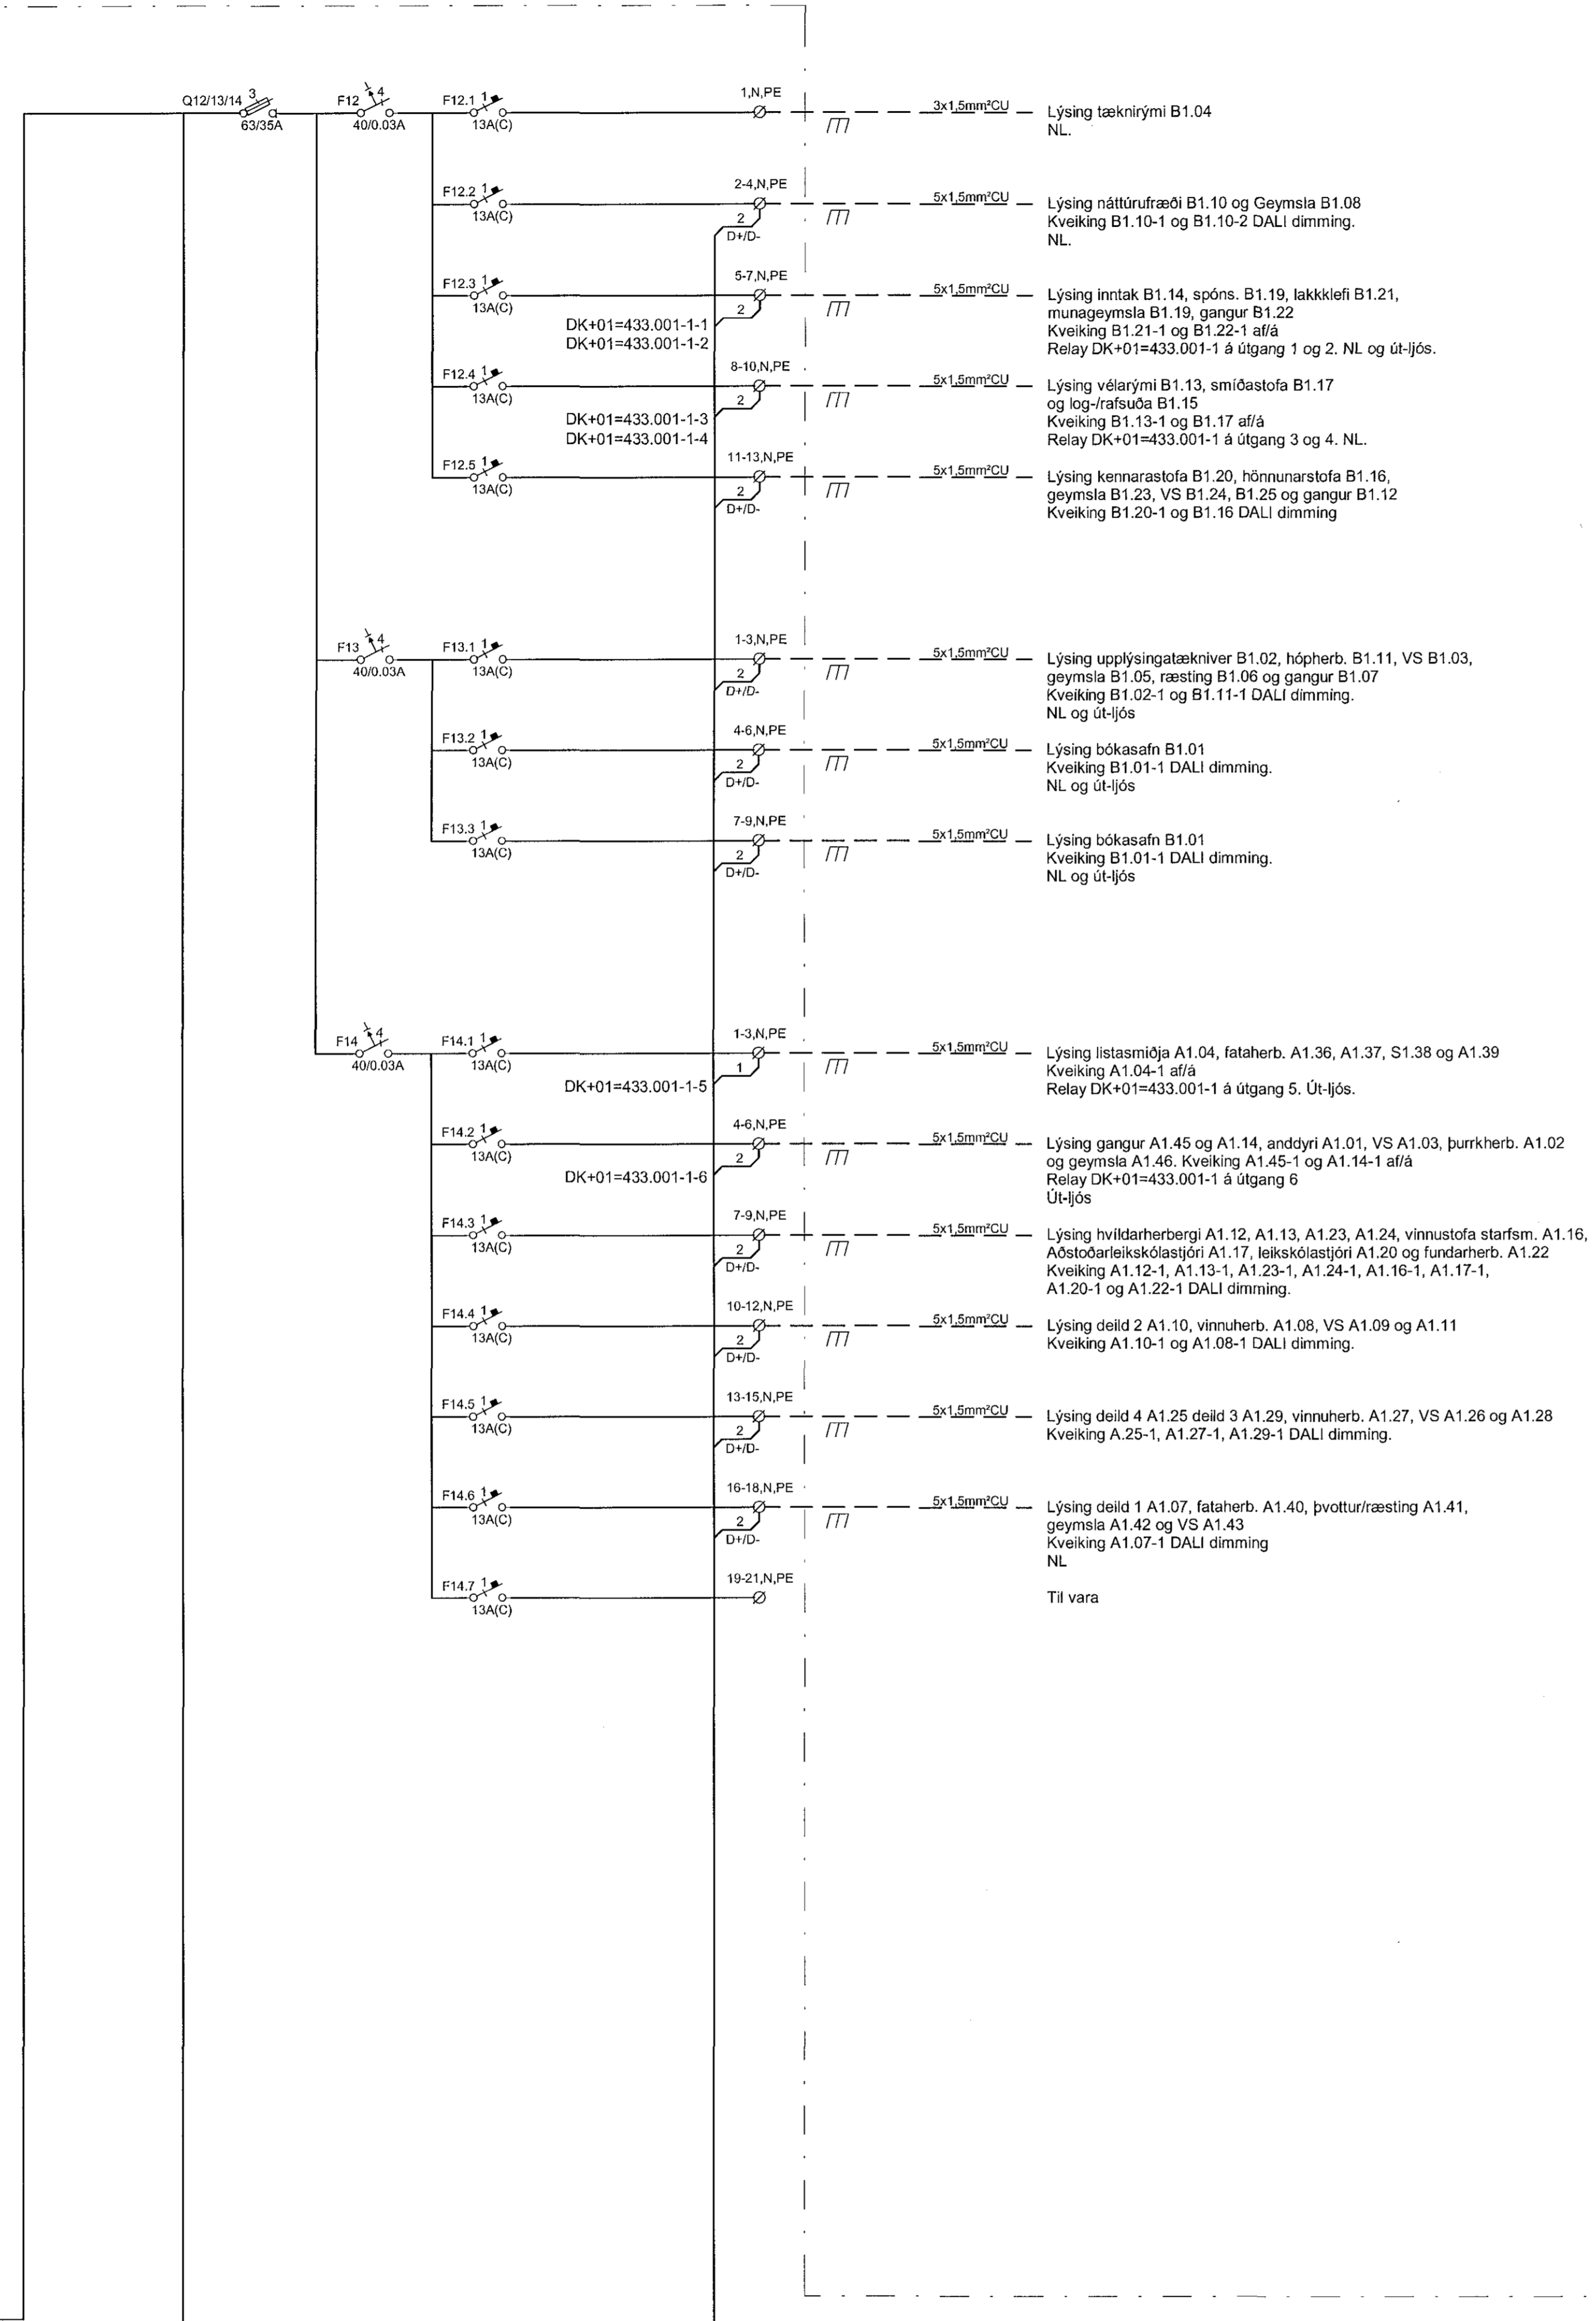 Q12/13/14
3
63/35A
F12
4
40/0.03A
F12.1
1
13A(C)
1,N,PE
3x1,5mm²CU
Lýsing tæknirými B1.04
NL.
F12.2
1
13A(C)
2-4,N,PE
2
D+/D-
5x1,5mm²CU
Lýsing náttúrufræði B1.10 og Geymsla B1.08
Kveiking B1.10-1 og B1.10-2 DALI dimming.
NL.
F12.3
1
13A(C)
5-7,N,PE
2
DK+01=433.001-1-1
DK+01=433.001-1-2
5x1,5mm²CU
Lýsing inntak B1.14, spóns. B1.19, lakkklefi B1.21,
munageymsla B1.19, gangur B1.22
Kveiking B1.21-1 og B1.22-1 af/á
Relay DK+01=433.001-1 á útgang 1 og 2. NL og út-ljós.
F12.4
1
13A(C)
8-10,N,PE
2
DK+01=433.001-1-3
DK+01=433.001-1-4
5x1,5mm²CU
Lýsing vélarými B1.13, smíðastofa B1.17
og log-/rafsuða B1.15
Kveiking B1.13-1 og B1.17 af/á
Relay DK+01=433.001-1 á útgang 3 og 4. NL.
F12.5
1
13A(C)
11-13,N,PE
2
D+/D-
5x1,5mm²CU
Lýsing kennarastofa B1.20, hönnunarstofa B1.16,
geymsla B1.23, VS B1.24, B1.25 og gangur B1.12
Kveiking B1.20-1 og B1.16 DALI dimming
F13
4
40/0.03A
F13.1
1
13A(C)
1-3,N,PE
2
D+/D-
5x1,5mm²CU
Lýsing upplýsingatækniver B1.02, hópherb. B1.11, VS B1.03,
geymsla B1.05, ræsting B1.06 og gangur B1.07
Kveiking B1.02-1 og B1.11-1 DALI dimming.
NL og út-ljós
F13.2
1
13A(C)
4-6,N,PE
2
D+/D-
5x1,5mm²CU
Lýsing bókasafn B1.01
Kveiking B1.01-1 DALI dimming.
NL og út-ljós
F13.3
1
13A(C)
7-9,N,PE
2
D+/D-
5x1,5mm²CU
Lýsing bókasafn B1.01
Kveiking B1.01-1 DALI dimming.
NL og út-ljós
F14
4
40/0.03A
F14.1
1
13A(C)
1-3,N,PE
1
DK+01=433.001-1-5
5x1,5mm²CU
Lýsing listasmiðja A1.04, fataherb. A1.36, A1.37, S1.38 og A1.39
Kveiking A1.04-1 af/á
Relay DK+01=433.001-1 á útgang 5. Út-ljós.
F14.2
1
13A(C)
4-6,N,PE
2
DK+01=433.001-1-6
5x1,5mm²CU
Lýsing gangur A1.45 og A1.14, anddyri A1.01, VS A1.03, þurrkherb. A1.02
og geymsla A1.46. Kveiking A1.45-1 og A1.14-1 af/á
Relay DK+01=433.001-1 á útgang 6
Út-ljós
F14.3
1
13A(C)
7-9,N,PE
2
D+/D-
5x1,5mm²CU
Lýsing hvíldarherbergi A1.12, A1.13, A1.23, A1.24, vinnustofa starfsm. A1.16,
Aðstoðarleikskólastjóri A1.17, leikskólastjóri A1.20 og fundarherb. A1.22
Kveiking A1.12-1, A1.13-1, A1.23-1, A1.24-1, A1.16-1, A1.17-1,
A1.20-1 og A1.22-1 DALI dimming.
F14.4
1
13A(C)
10-12,N,PE
2
D+/D-
5x1,5mm²CU
Lýsing deild 2 A1.10, vinnuherb. A1.08, VS A1.09 og A1.11
Kveiking A1.10-1 og A1.08-1 DALI dimming.
F14.5
1
13A(C)
13-15,N,PE
2
D+/D-
5x1,5mm²CU
Lýsing deild 4 A1.25 deild 3 A1.29, vinnuherb. A1.27, VS A1.26 og A1.28
Kveiking A.25-1, A1.27-1, A1.29-1 DALI dimming.
F14.6
1
13A(C)
16-18,N,PE
2
D+/D-
5x1,5mm²CU
Lýsing deild 1 A1.07, fataherb. A1.40, þvottur/ræsting A1.41,
geymsla A1.42 og VS A1.43
Kveiking A1.07-1 DALI dimming
NL
F14.7
1
13A(C)
19-21,N,PE
Til vara